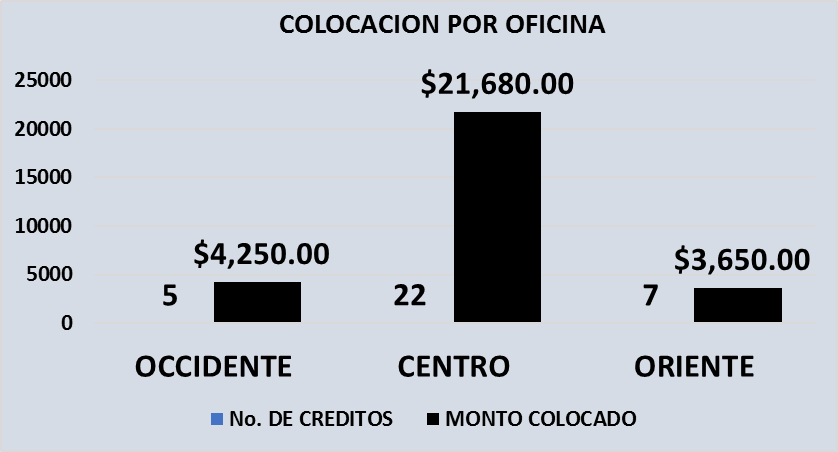 COLOCACION POR OFICINA
25000
20000
15000
10000
5000
0
5
$4,250.00
22
$21,680.00
7
$3,650.00
OCCIDENTE
CENTRO
ORIENTE
No. DE CREDITOS
MONTO COLOCADO